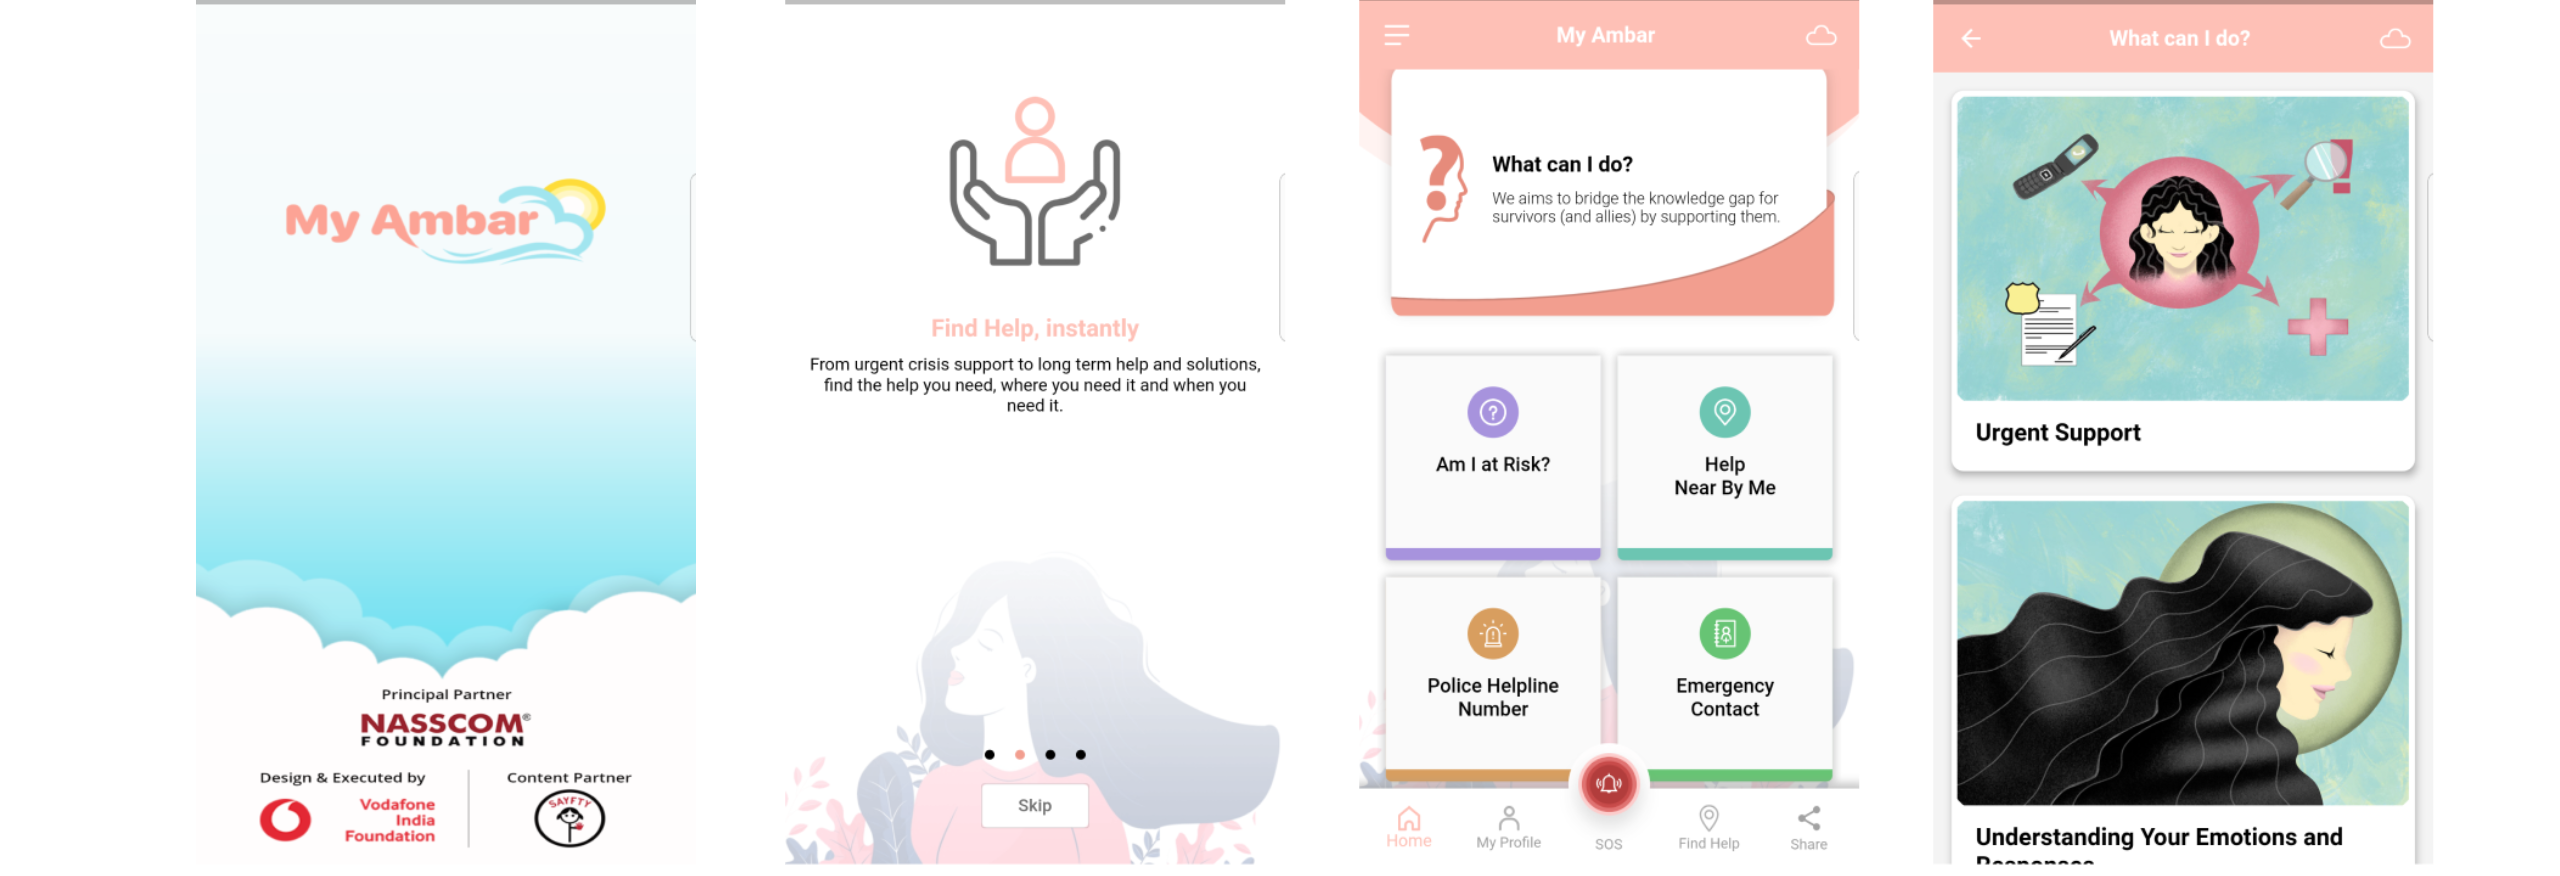 My Ambar
Principal Partner
NASSCOM®
FOUNDATION
Design & Executed by
Vodafone
India
Foundation
Content Partner
SAYFTY
Find Help, instantly
From urgent crisis support to long term help and solutions,
find the help you need, where you need it and when you
need it.
Skip
My Ambar
What can I do?
We aims to bridge the knowledge gap for
survivors (and allies) by supporting them.
Am I at Risk?
Help
Near By Me
Police Helpline
Number
Emergency
Contact
Home
My Profile
SOS
Find Help
Share
What can I do?
Urgent Support
Understanding Your Emotions and
Responses